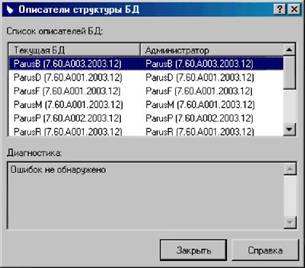 Описатели структуры БД
Список описателей БД:
Текущая БД Администратор
ParusB (7.60.A003.2003.12) ParusB (7.60.A003.2003.12)
ParusD (7.60.A001.2003.12) ParusD (7.60.A001.2003.12)
ParusF (7.60.A001.2003.12) ParusF (7.60.A001.2003.12)
ParusM (7.60.A001.2003.12) ParusM (7.60.A001.2003.12)
ParusP (7.60.A002.2003.12) ParusP (7.60.A002.2003.12)
ParusR (7.60.A001.2003.12) ParusR (7.60.A001.2003.12)
Диагностика:
Ошибок не обнаружено
Закрыть Справка